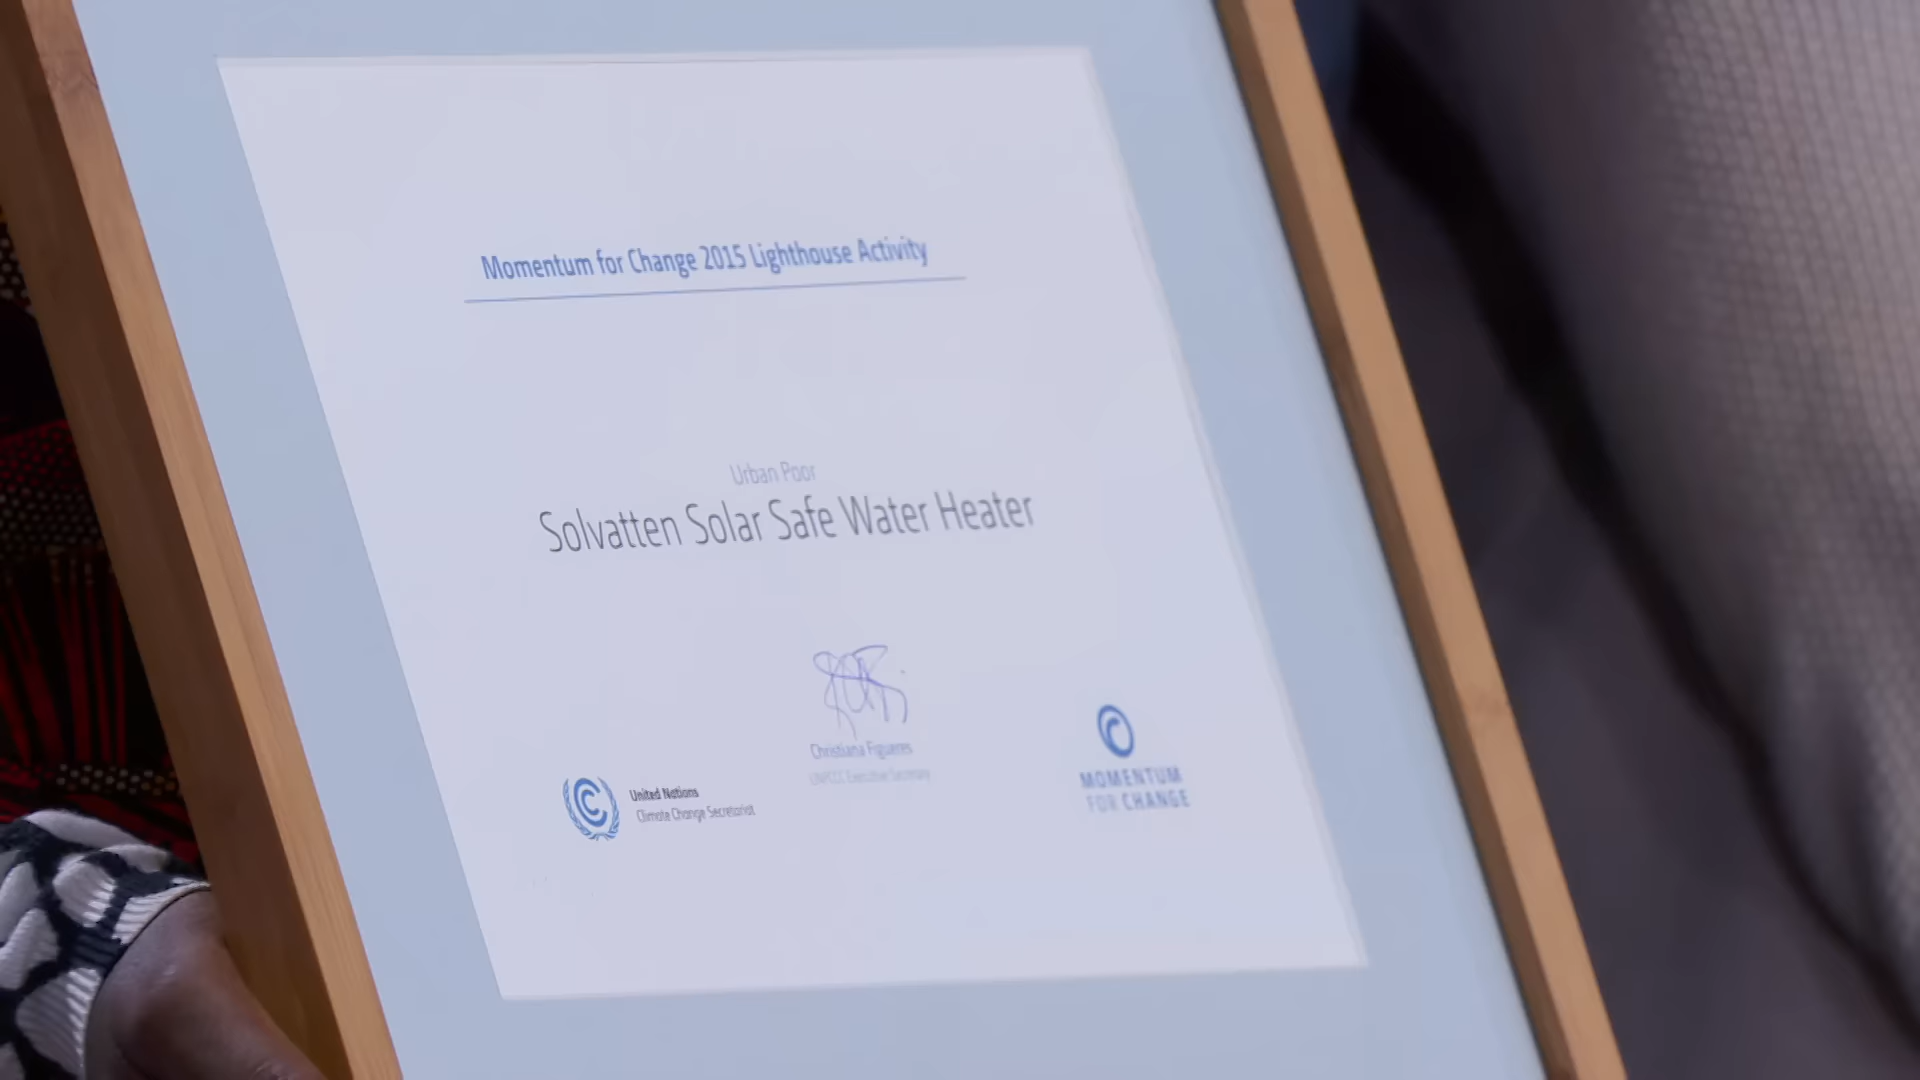 Momentum for Change 2015 Lighthouse Activity
Urban Poor
Solvatten Solar Safe Water Heater
Christiana Figueres
UNFCCC Executive Secretary
United Nations
Climate Change Secretariat
MOMENTUM
FOR CHANGE